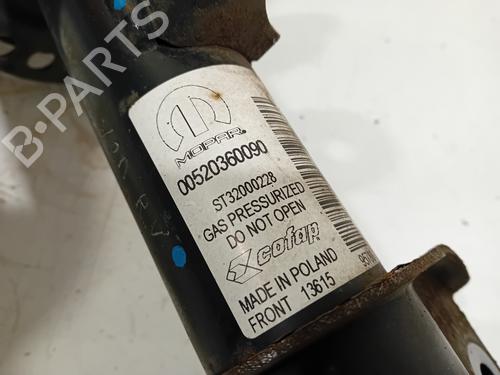 MOPAR
00520360090
ST32000228
GAS PRESSURIZED
DO NOT OPEN
cofap
MADE IN POLAND
FRONT 13615
B-PARTS